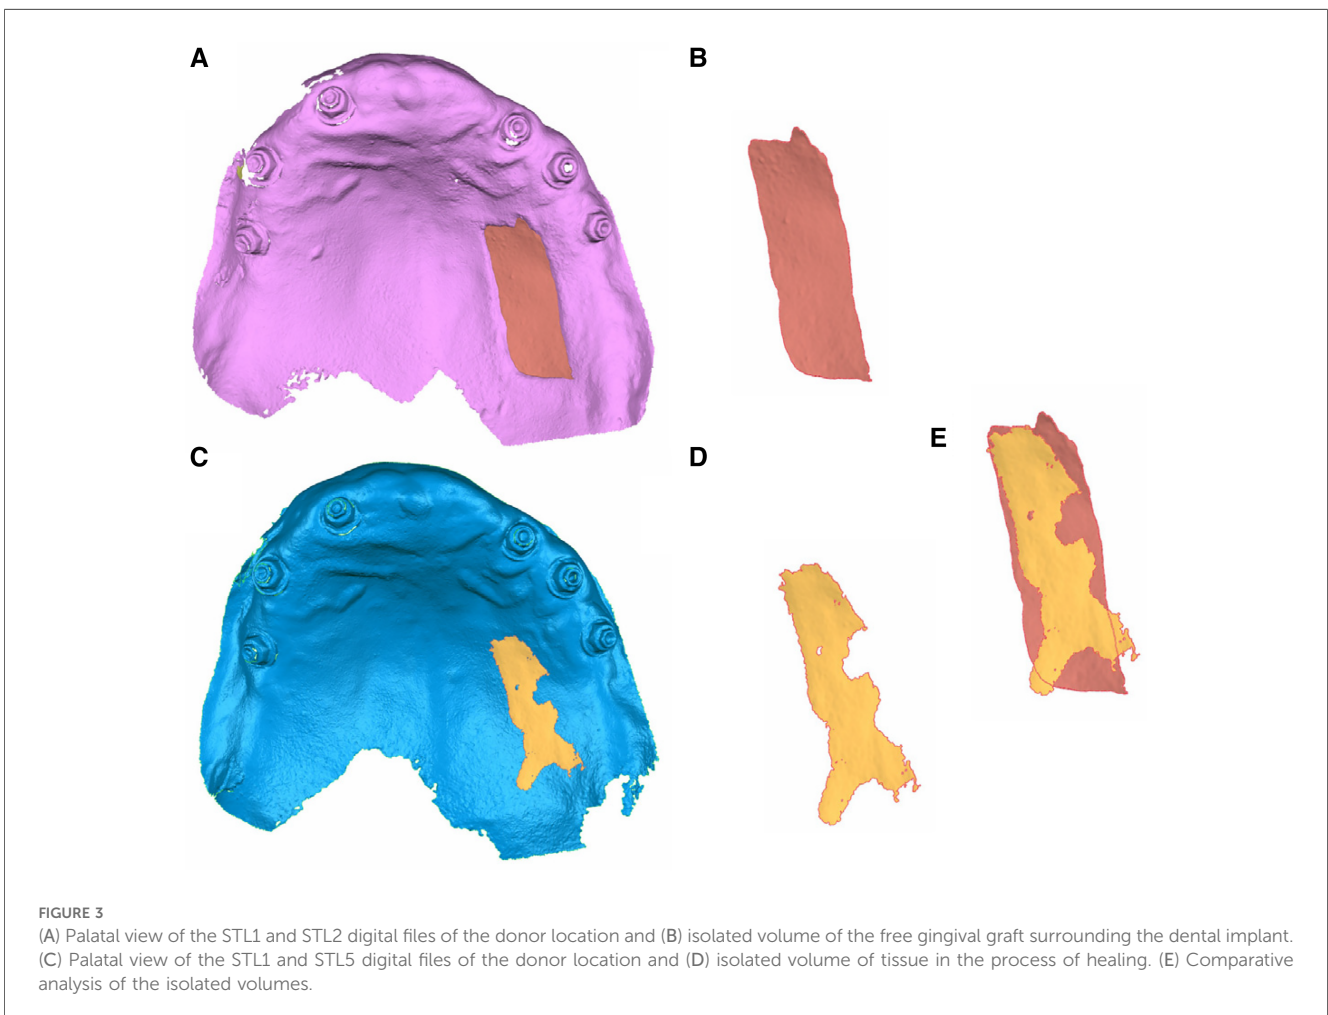 A
B
C
D
E
FIGURE 3
(A) Palatal view of the STL1 and STL2 digital files of the donor location and (B) isolated volume of the free gingival graft surrounding the dental implant.
(C) Palatal view of the STL1 and STL5 digital files of the donor location and (D) isolated volume of tissue in the process of healing. (E) Comparative
analysis of the isolated volumes.